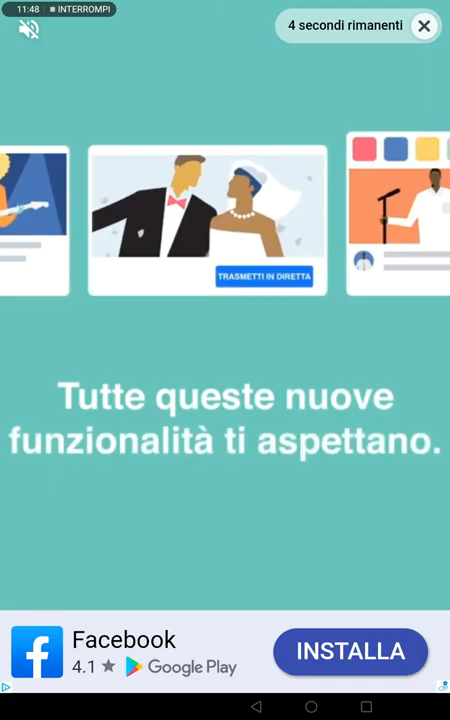 11:48 INTERROMPI
4 secondi rimanenti
TRASMETTI IN DIRETTA
Tutte queste nuove
funzionalità ti aspettano.
Facebook
4.1 ★ Google Play
INSTALLA